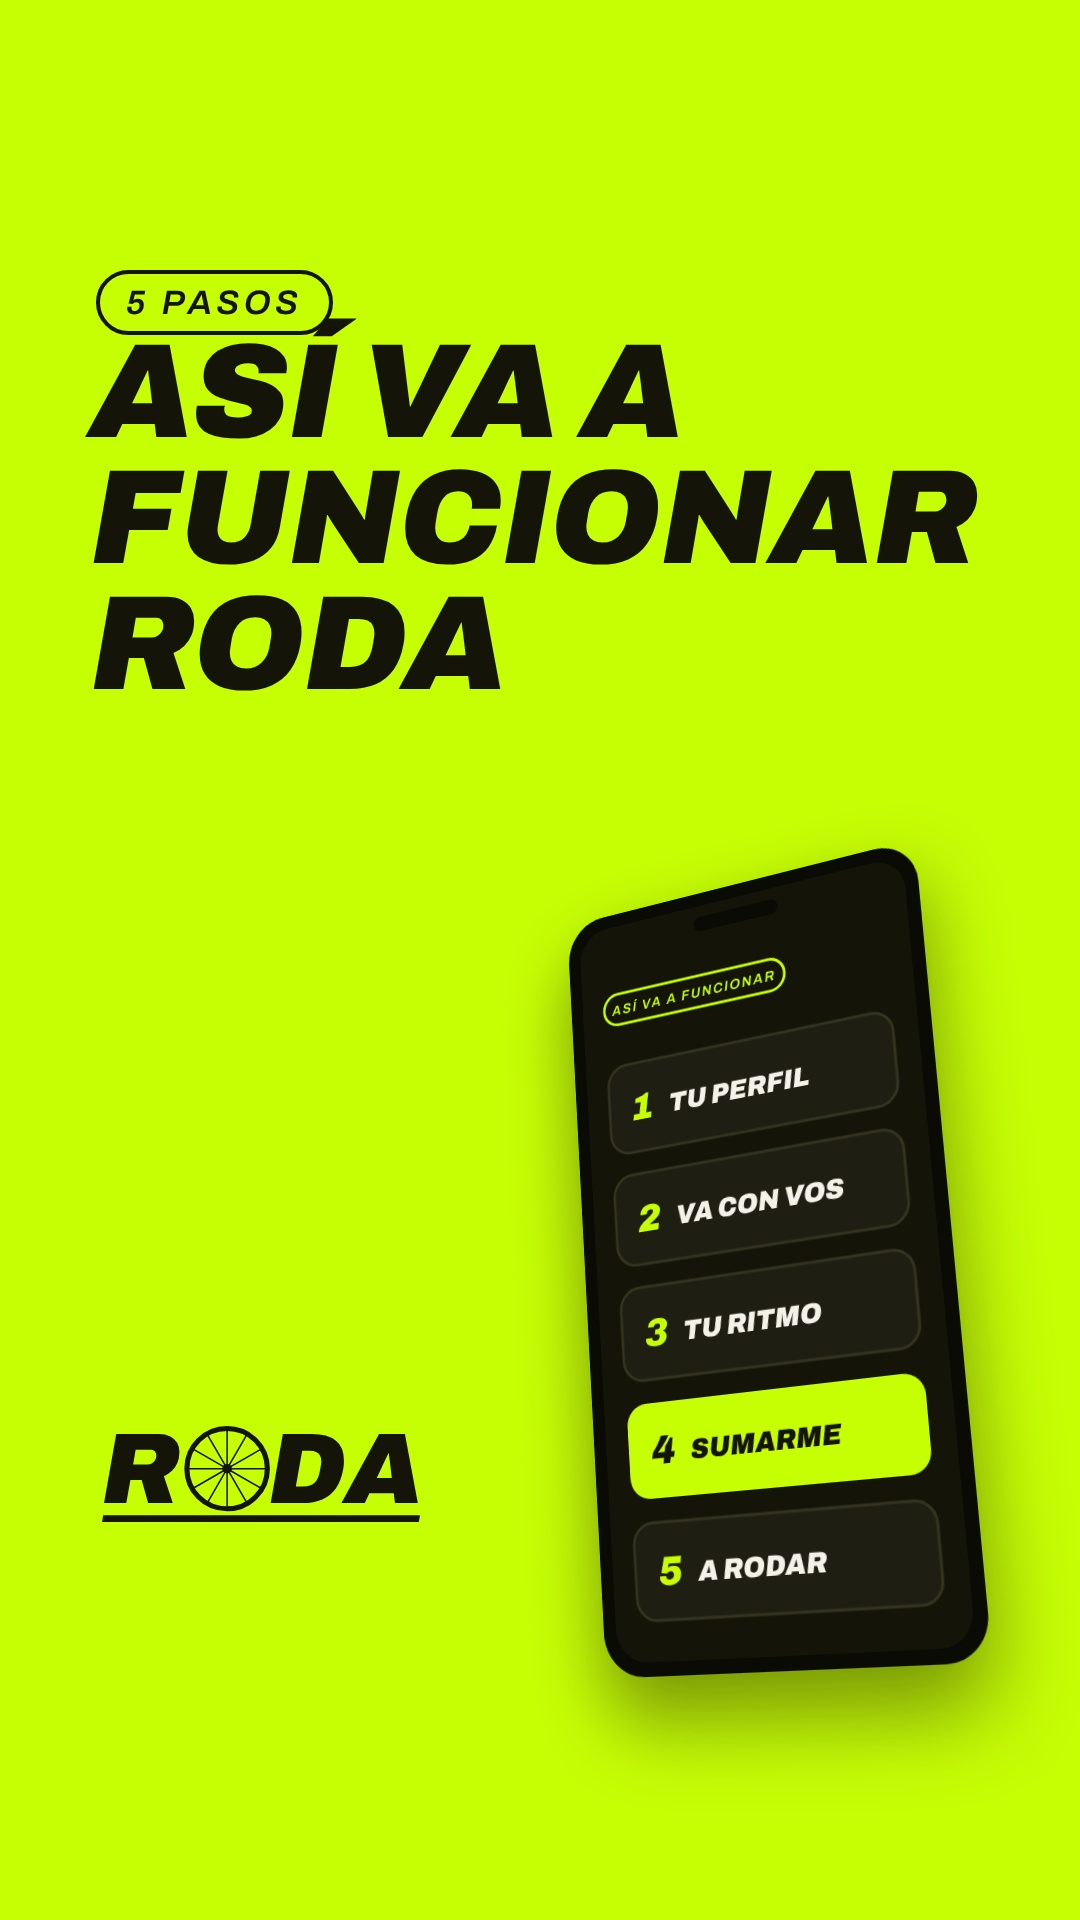 5 PASOS
ASÍ VA A
FUNCIONAR
RODA
ASÍ VA A FUNCIONAR
1 TU PERFIL
2 VA CON VOS
3 TU RITMO
4 SUMARME
5 A RODAR
RODA